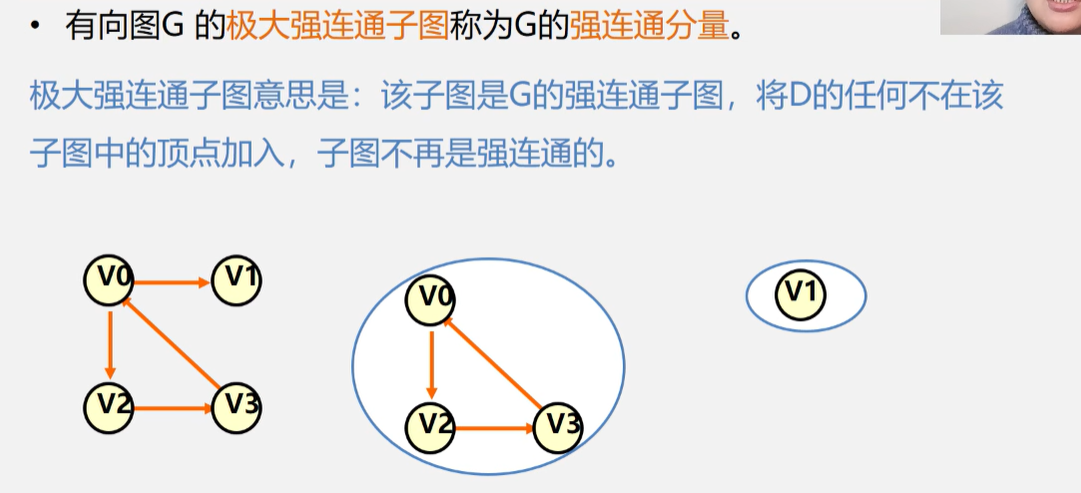 • 有向图G 的极大强连通子图称为G的强连通分量。
极大强连通子图意思是：该子图是G的强连通子图，将D的任何不在该
子图中的顶点加入，子图不再是强连通的。
V0 V1
V0 V1
V2 V3
V2 V3